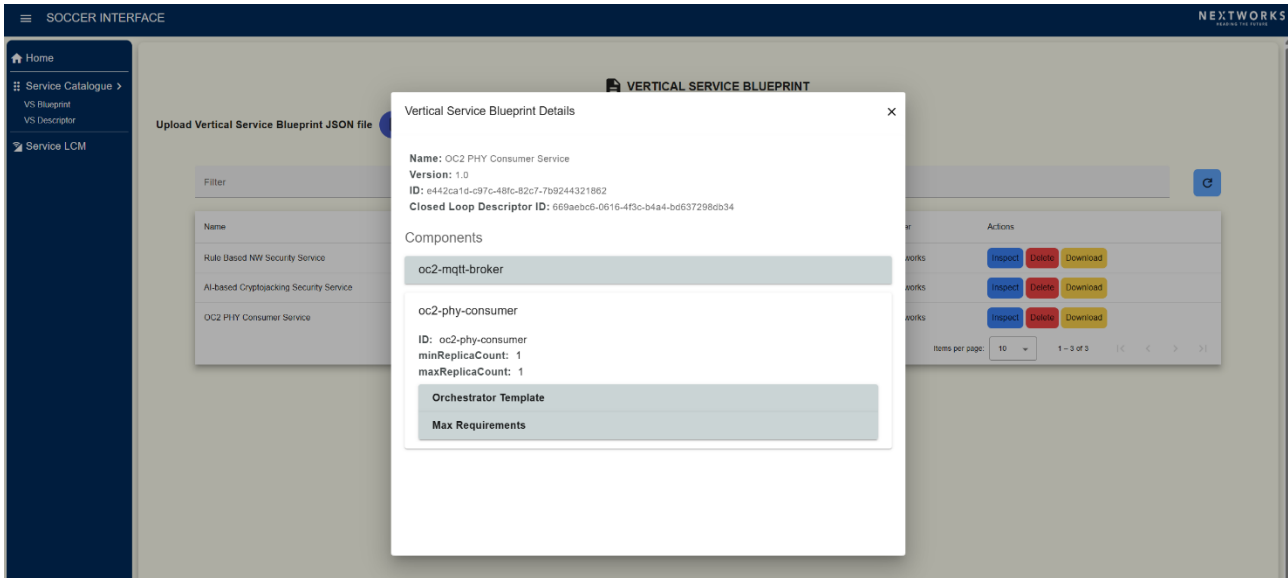 SOCCER INTERFACE
NEXTWORKS
Home
Service Catalogue
VS Blueprint
VS Descriptor
Service LCM
VERTICAL SERVICE BLUEPRINT
Upload Vertical Service Blueprint JSON file
Filter
Name
Actions
Rule Based NW Security Service
works
Inspect Delete Download
AI-based Cryptojacking Security Service
works
Inspect Delete Download
OC2 PHY Consumer Service
works
Inspect Delete Download
Items per page: 10
1 – 3 of 3
Vertical Service Blueprint Details
Name: OC2 PHY Consumer Service
Version: 1.0
ID: e442ca1d-c97c-48fc-82c7-7b9244321862
Closed Loop Descriptor ID: 669aebc6-0616-4f3c-b4a4-bd637298db34
Components
oc2-mqtt-broker
oc2-phy-consumer
ID: oc2-phy-consumer
minReplicaCount: 1
maxReplicaCount: 1
Orchestrator Template
Max Requirements